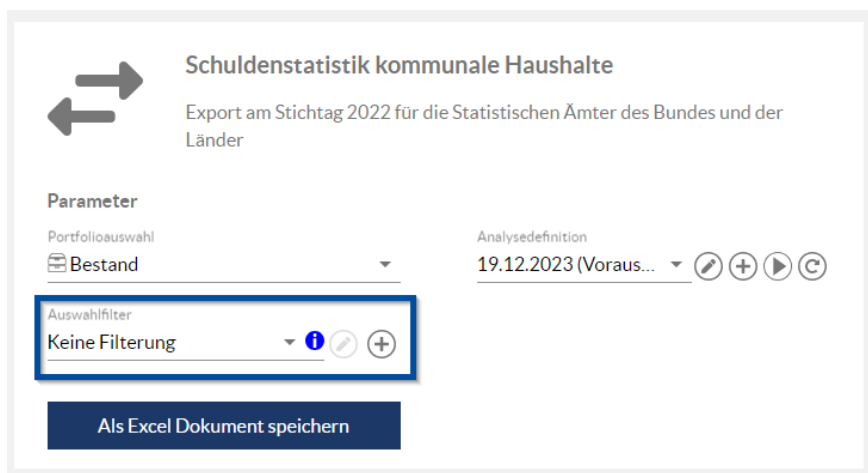 Schuldenstatistik kommunale Haushalte
Export am Stichtag 2022 für die Statistischen Ämter des Bundes und der
Länder
Parameter
Portfolioauswahl
Bestand
Analysedefinition
19.12.2023 (Voraus...
Auswahlfilter
Keine Filterung
Als Excel Dokument speichern